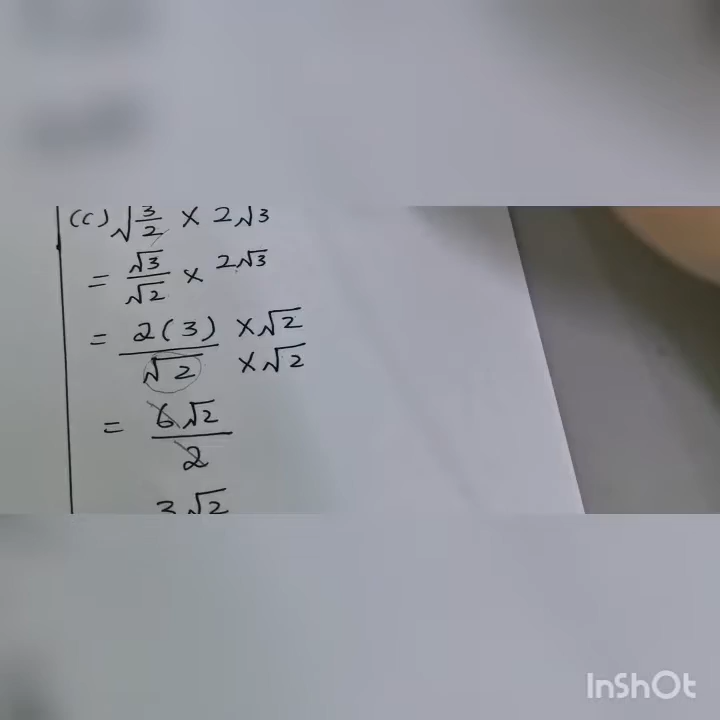 (c) √3/2 × 2√3
= √3/√2 × 2√3
= 2(3)/√2 ×√2/×√2
= 6√2/2
3√2
InShOt